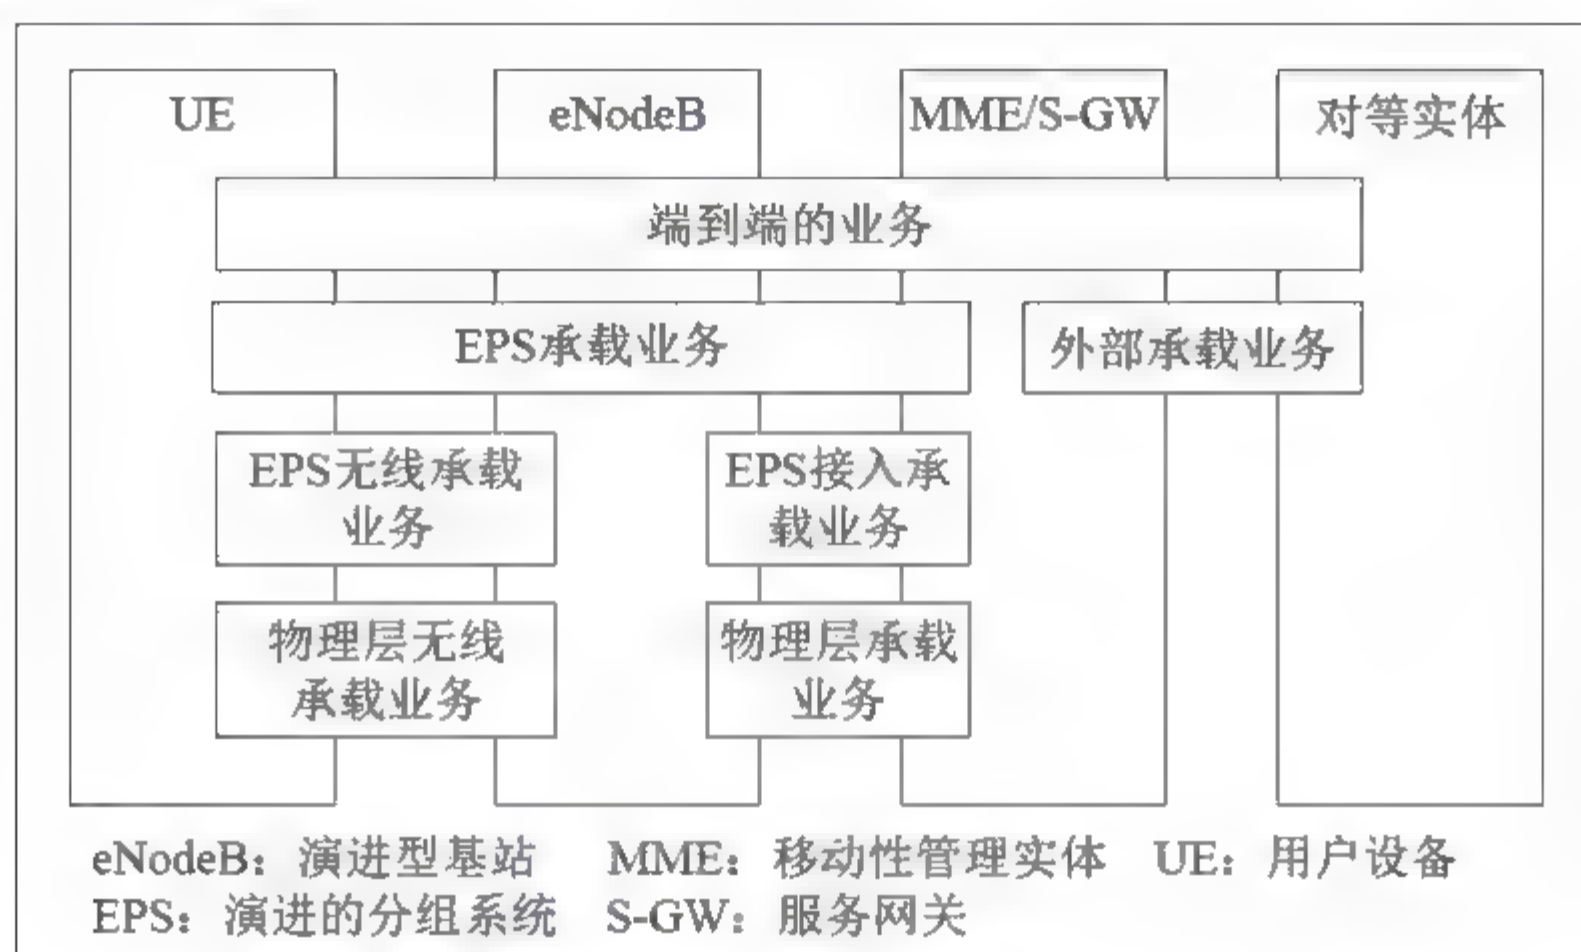 UE
eNodeB
MME/S-GW
对等实体
端到端的业务
EPS承载业务
外部承载业务
EPS无线承载
业务
EPS接入承
载业务
物理层无线
承载业务
物理层承载
业务
eNodeB：演进型基站 MME：移动性管理实体 UE：用户设备
EPS：演进的分组系统 S-GW：服务网关